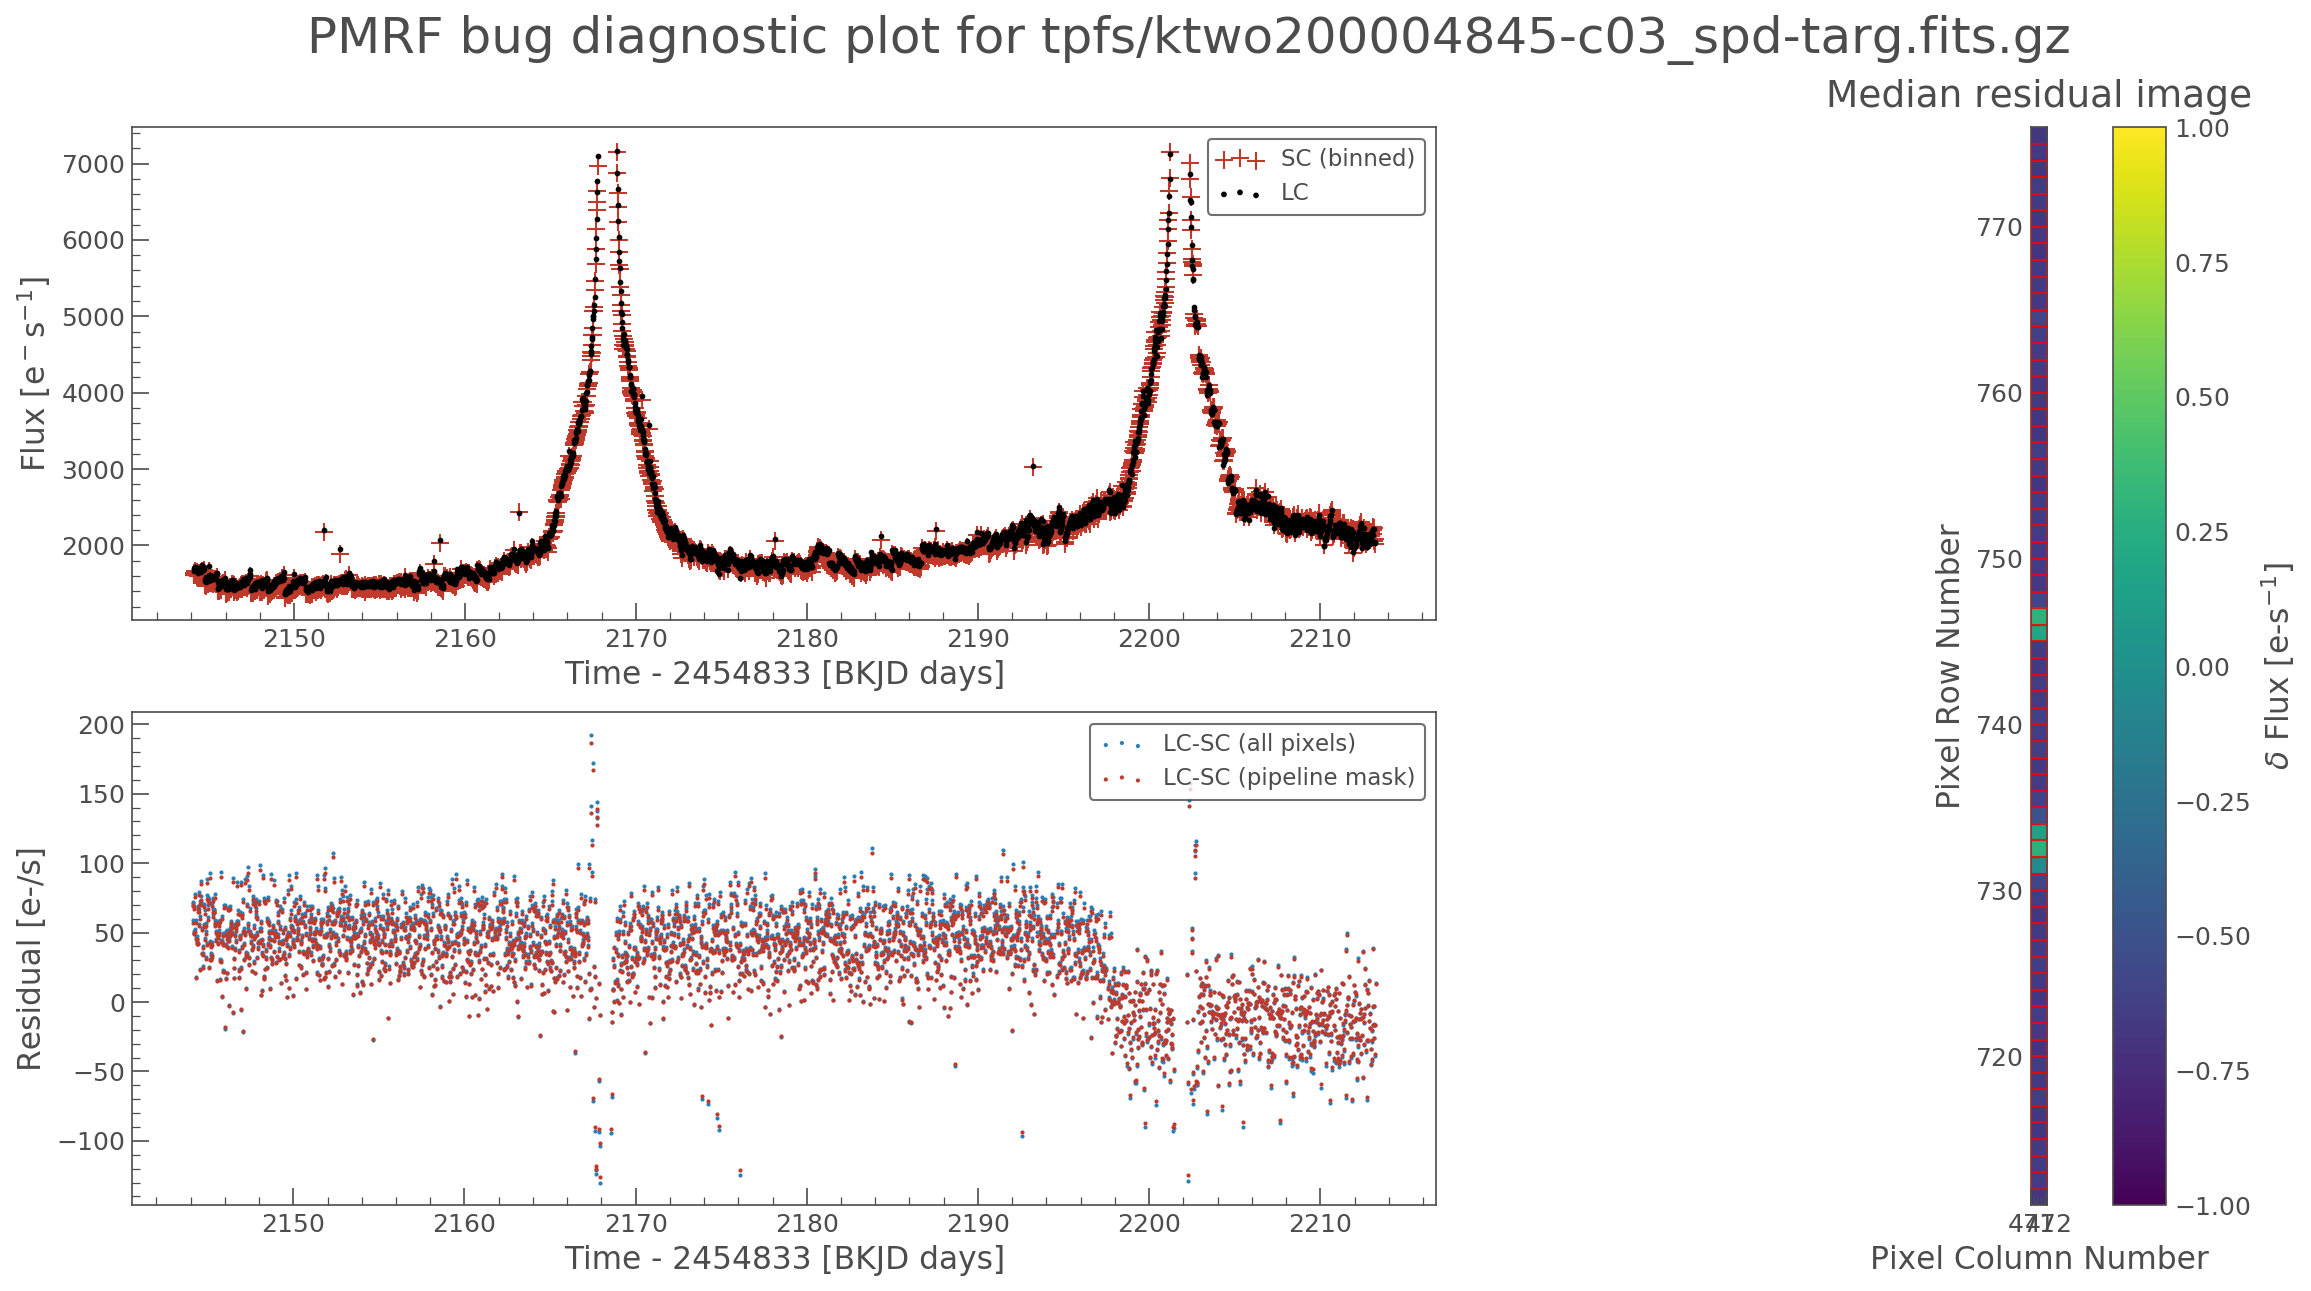 PMRF bug diagnostic plot for tpfs/ktwo200004845-c03_spd-targ.fits.gz
Flux [e⁻ s⁻¹]
7000
6000
5000
4000
3000
2000
SC (binned)
LC
2150 2160 2170 2180 2190 2200 2210
Time - 2454833 [BKJD days]
Residual [e-/s]
200
150
100
50
0
−50
−100
LC-SC (all pixels)
LC-SC (pipeline mask)
2150 2160 2170 2180 2190 2200 2210
Time - 2454833 [BKJD days]
Median residual image
Pixel Row Number
770
760
750
740
730
720
471 472
Pixel Column Number
1.00
0.75
0.50
0.25
0.00
−0.25
−0.50
−0.75
−1.00
δ Flux [e-s⁻¹]